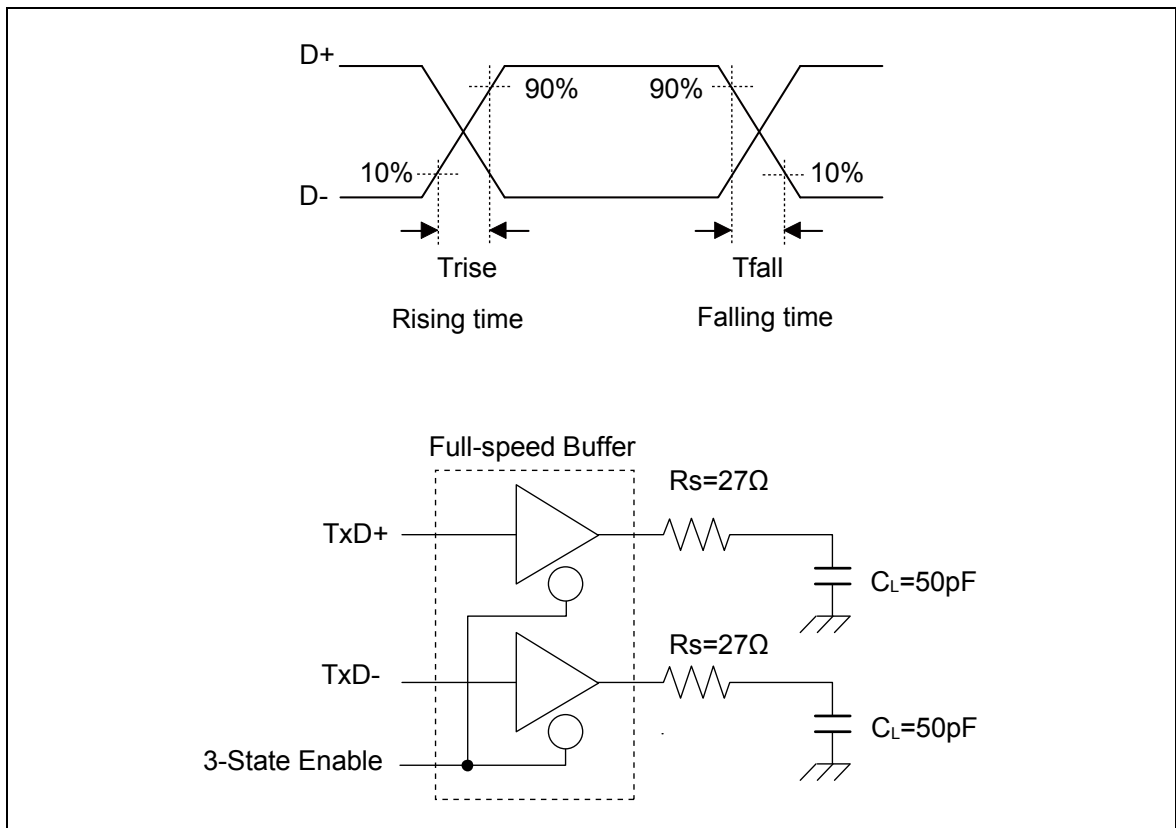 D+
90% 90%
10% 10%
D-
Trise Tfall
Rising time Falling time
Full-speed Buffer
Rs=27Ω
TxD+
CL=50pF
Rs=27Ω
TxD-
CL=50pF
3-State Enable